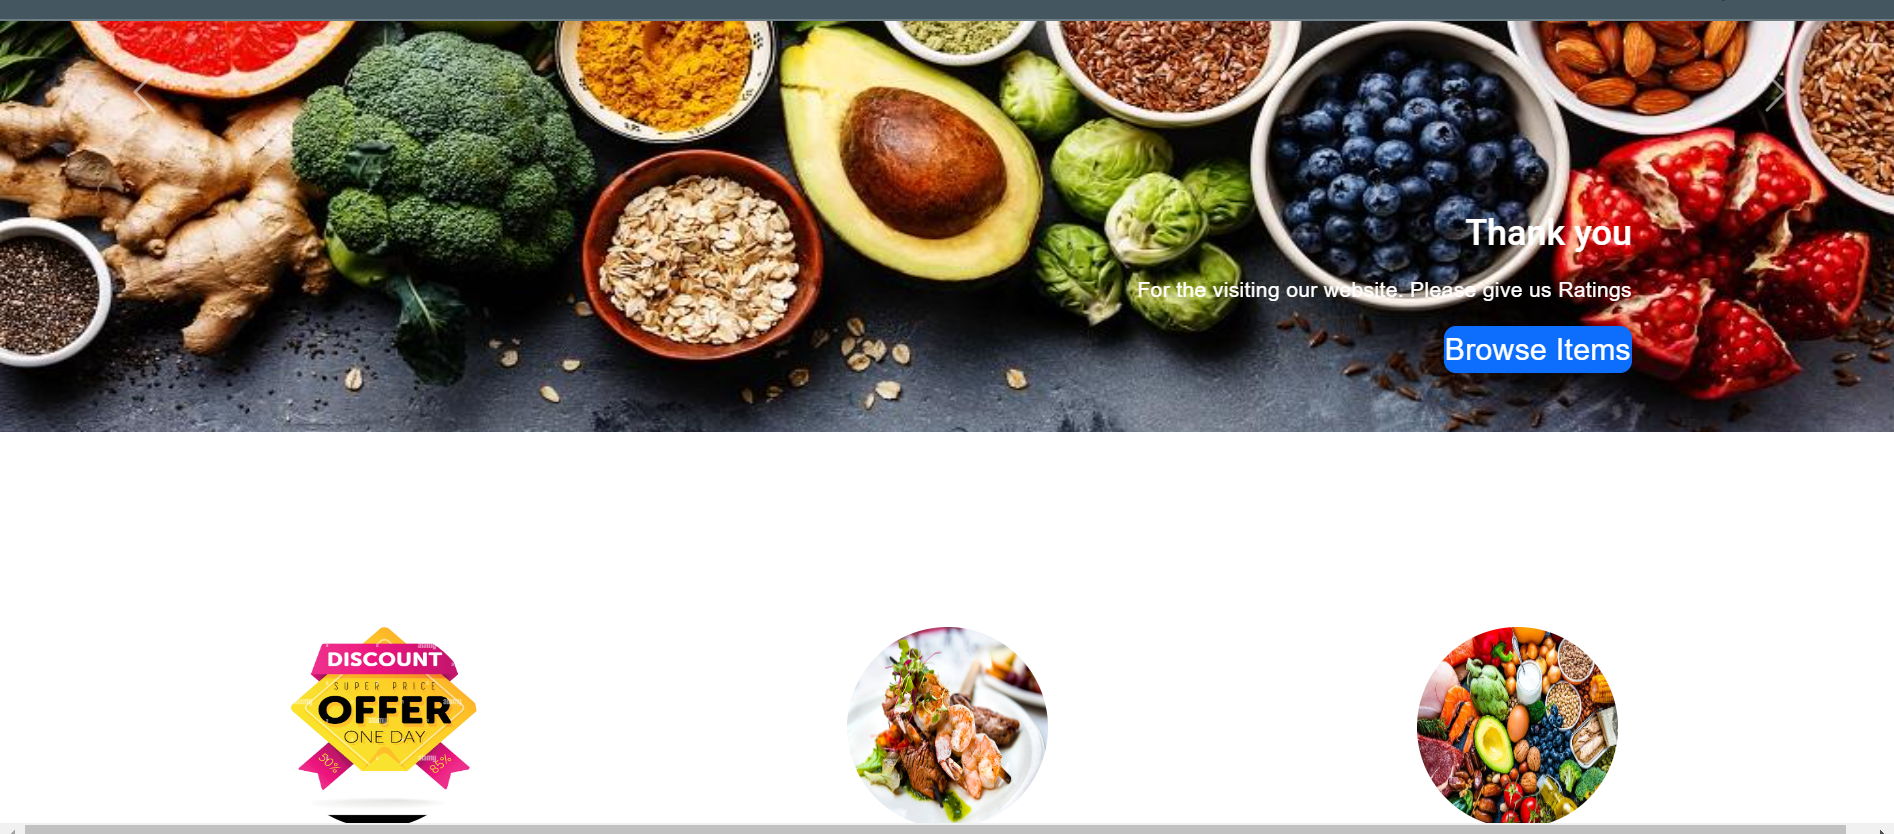 Thank you
For the visiting our website. Please give us Ratings
Browse Items
DISCOUNT
SUPER PRICE
OFFER
ONE DAY
50%
85%